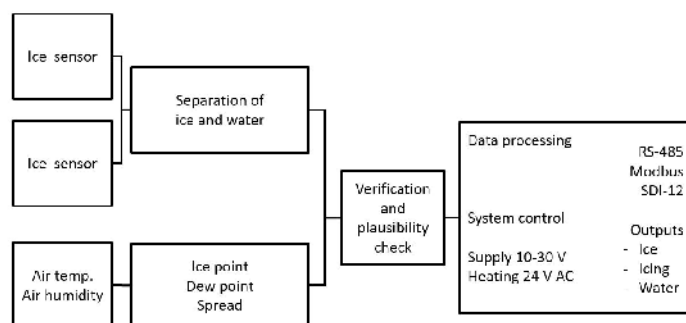 Ice sensor
Ice sensor
Separation of
ice and water
Air temp.
Air humidity
Ice point
Dew point
Spread
Verification
and
plausibility
check
Data processing
RS-485
Modbus
SDI-12
System control
Supply 10-30 V
Heating 24 V AC
Outputs
- Ice
- Icing
- Water